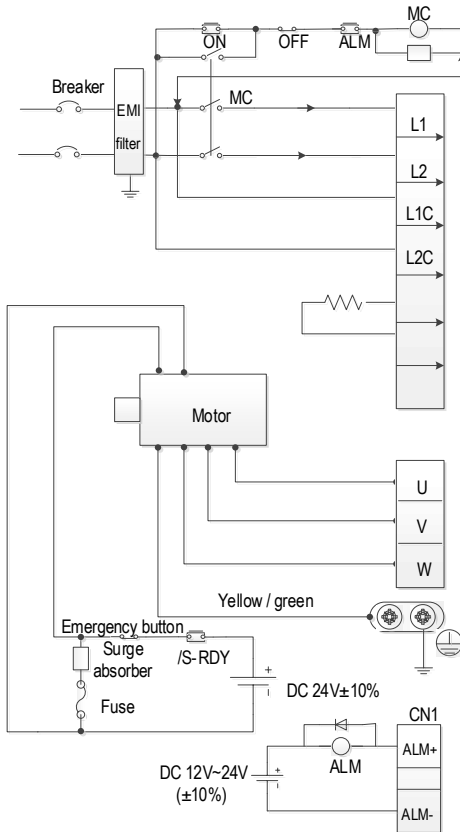 MC
ON
OFF
ALM
Breaker
EMI
filter
MC
L1
L2
L1C
L2C
Motor
U
V
W
Yellow / green
Emergency button
Surge
absorber
/S-RDY
Fuse
+
-
DC 24V±10%
CN1
ALM+
ALM
DC 12V~24V
(±10%)
+
-
ALM-